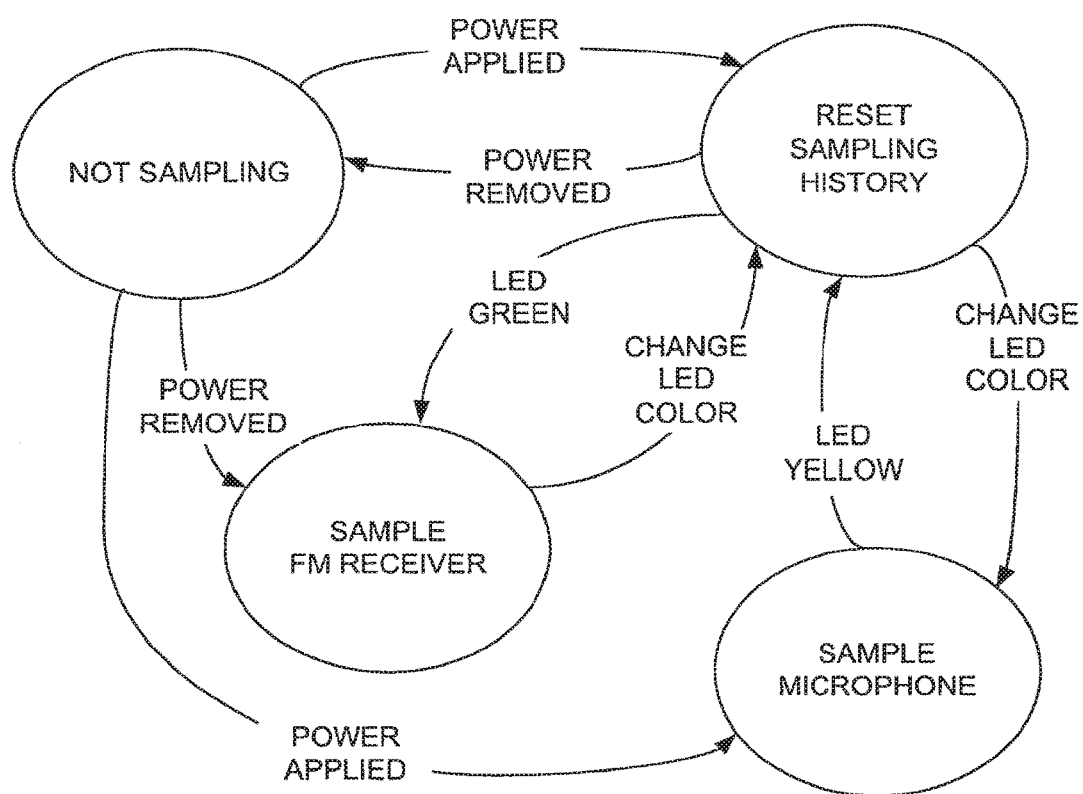 POWER
APPLIED
RESET
SAMPLING
HISTORY
NOT SAMPLING
POWER
REMOVED
LED
GREEN
CHANGE
LED
COLOR
CHANGE
LED
COLOR
POWER
REMOVED
LED
YELLOW
SAMPLE
FM RECEIVER
SAMPLE
MICROPHONE
POWER
APPLIED